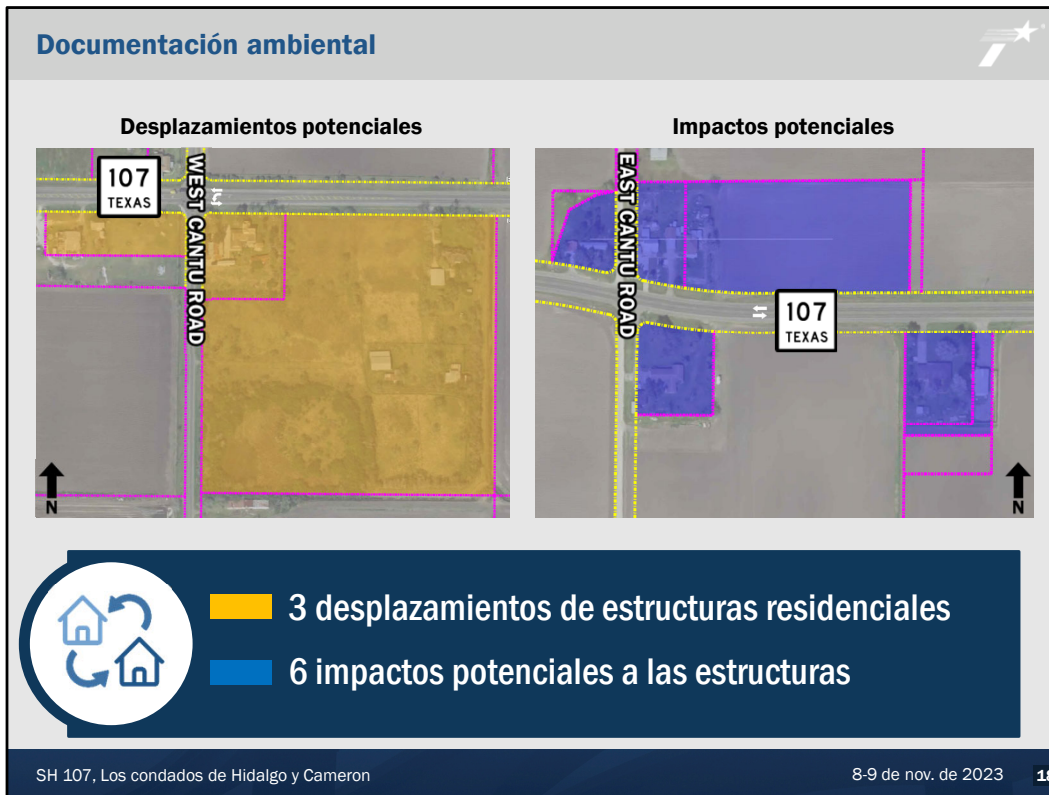 Documentación ambiental
Desplazamientos potenciales
107
TEXAS
WEST CANTU ROAD
N
Impactos potenciales
EAST CANTU ROAD
107
TEXAS
N
3 desplazamientos de estructuras residenciales
6 impactos potenciales a las estructuras
SH 107, Los condados de Hidalgo y Cameron
8-9 de nov. de 2023
18